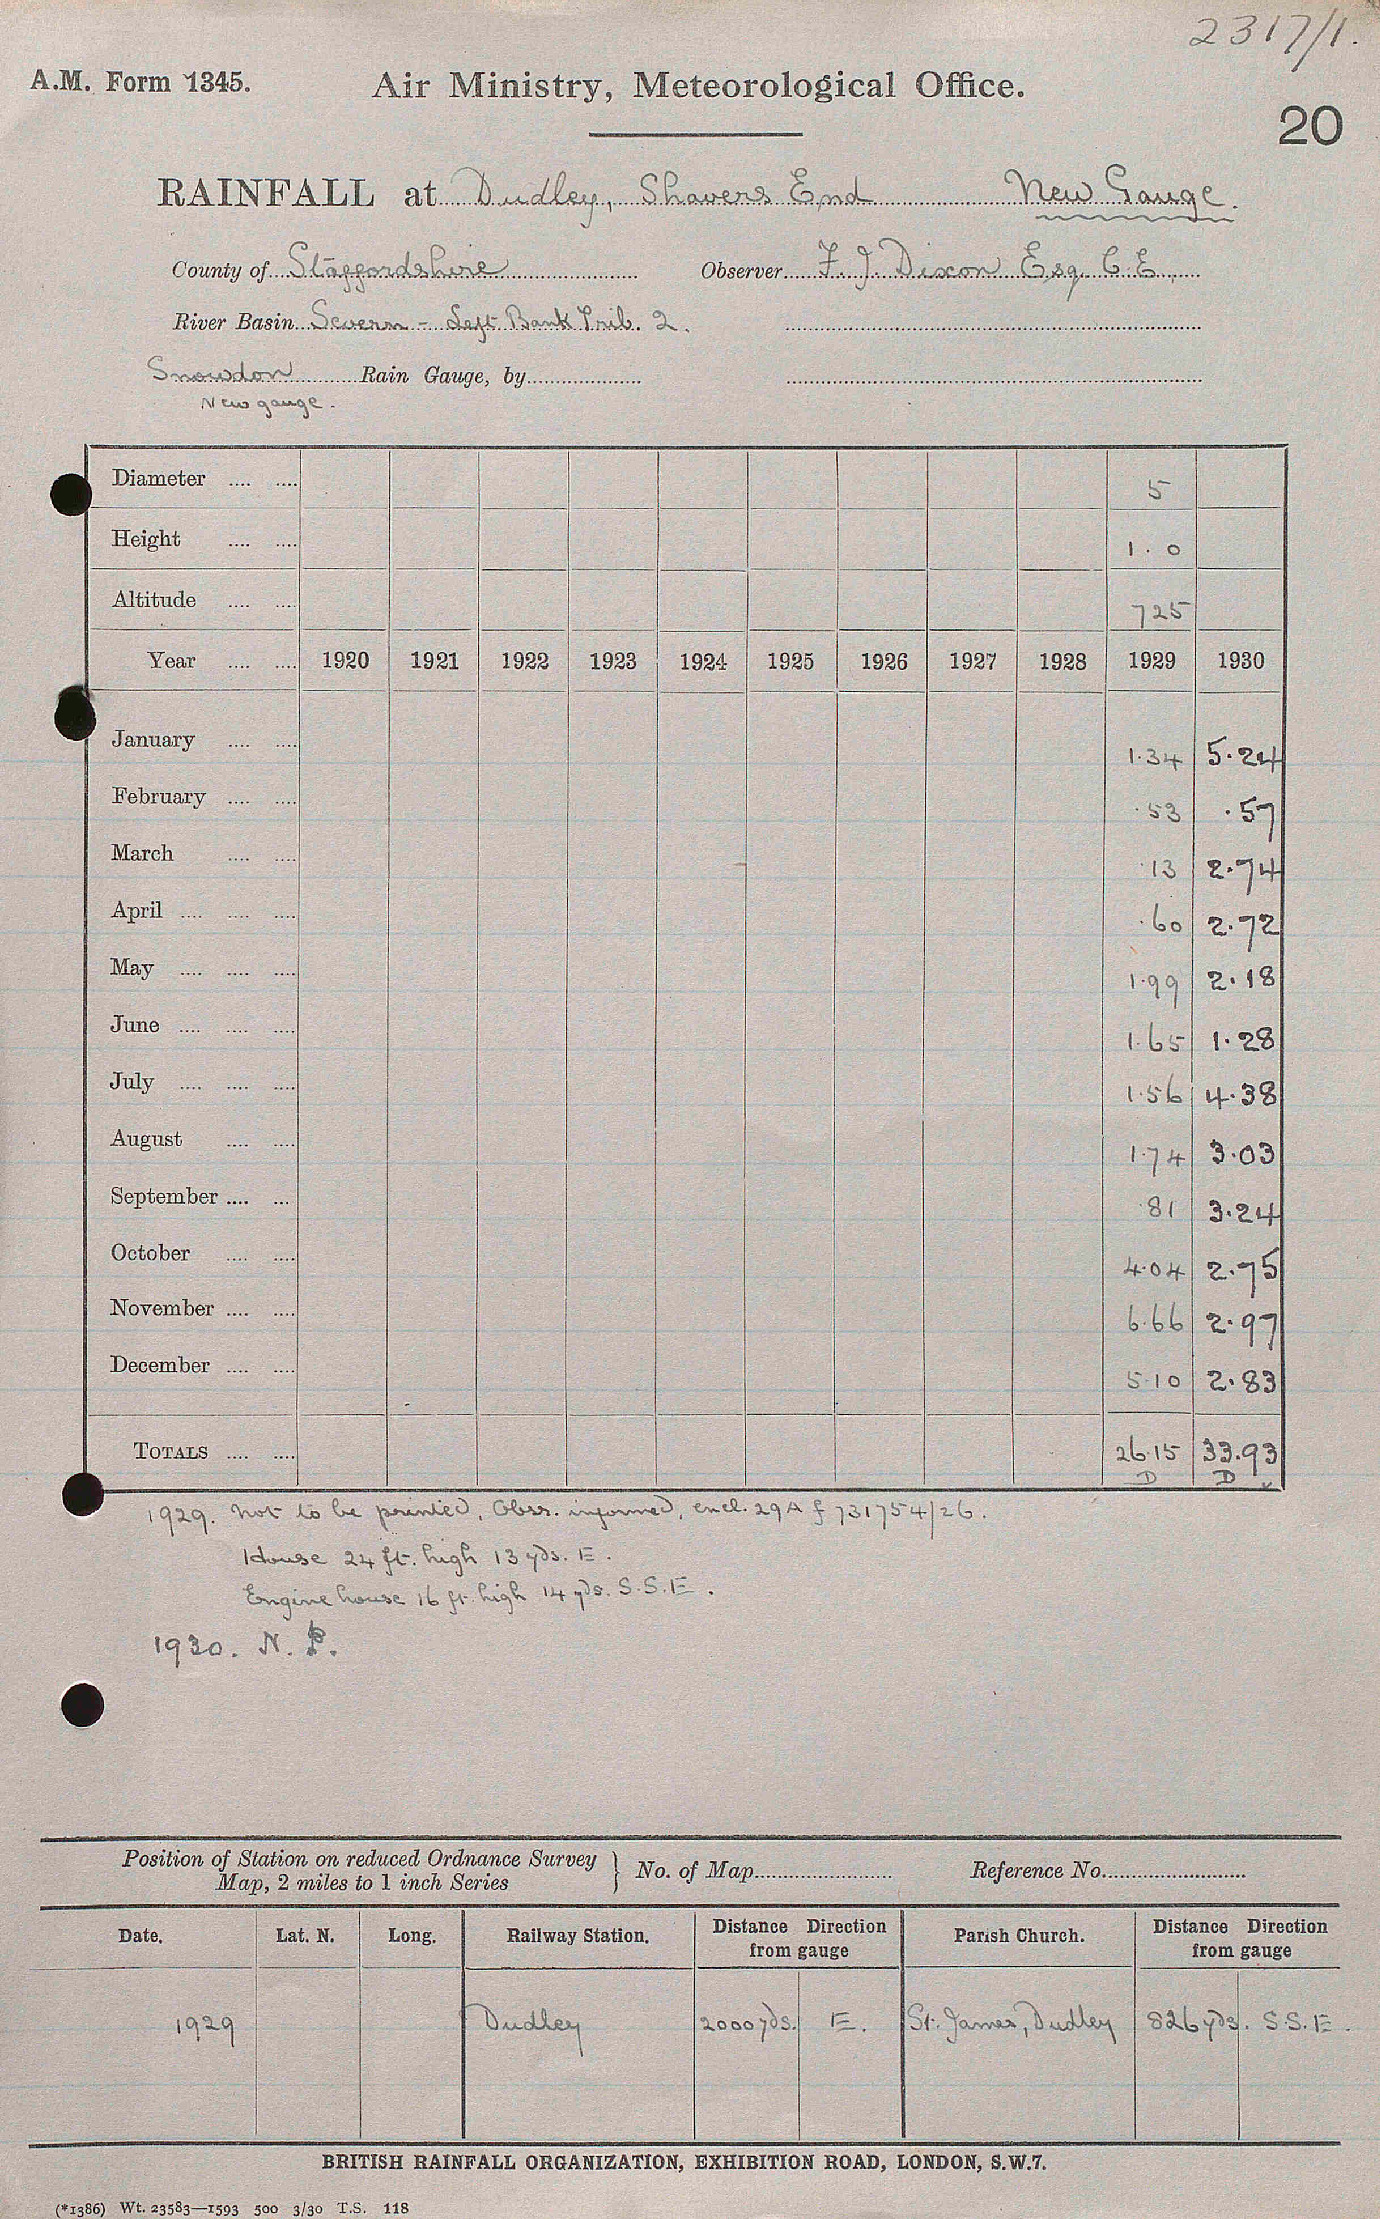 2317/1.
A.M. Form 1345. Air Ministry, Meteorological Office.
20
RAINFALL at Dudley, Shavers End New Gauge.
County of Staffordshire Observer F. J. Dixon Esq. C.E.,
River Basin Severn - Left Bank Trib. 2.
Snowdon Rain Gauge, by
New gauge.
Diameter .... .... 5
Height .... .... 1.0
Altitude .... .... 725
Year .... .... 1920 1921 1922 1923 1924 1925 1926 1927 1928 1929 1930
January .... .... 1.34 5.24
February .... .... .53 .57
March .... .... .13 2.74
April .... .... .... .60 2.72
May .... .... .... 1.99 2.18
June .... .... .... 1.65 1.28
July .... .... .... 1.56 4.38
August .... .... 1.74 3.03
September .... .... .81 3.24
October .... .... 4.04 2.75
November .... .... 6.66 2.97
December .... .... 5.10 2.83
TOTALS .... .... 26.15 33.93
D D
1929. Not to be printed. Obsr. informed, encl. 29A f 731754/26.
House 24 ft. high 13 yds. E.
Engine house 16 ft. high 14 yds. S.S.E.
1930. N. P.
Position of Station on reduced Ordnance Survey } No. of Map Reference No.
Map, 2 miles to 1 inch Series
Date. Lat. N. Long. Railway Station. Distance Direction from gauge Parish Church. Distance Direction from gauge
1929 Dudley 2000 yds. E. St. James, Dudley 826 yds. S.S.E.
BRITISH RAINFALL ORGANIZATION, EXHIBITION ROAD, LONDON, S.W.7.
(*1386) Wt. 23583—1593 500 3/30 T.S. 118